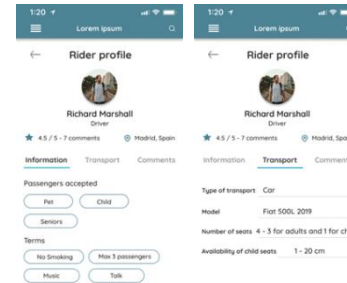 1:20
Lorem ipsum
Rider profile
Richard Marshall
Driver
4.5 / 5 - 7 comments
Madrid, Spain
Information Transport Comments
Passengers accepted
Pet Child
Seniors
Terms
No Smoking Max 3 passengers
Music Talk
1:20
Lorem ipsum
Rider profile
Richard Marshall
Driver
4.5 / 5 - 7 comments
Madrid, Spain
Information Transport Comment
Type of transport Car
Model Fiat 500L 2019
Number of seats 4 - 3 for adults and 1 for ch
Availability of child seats 1 - 20 cm